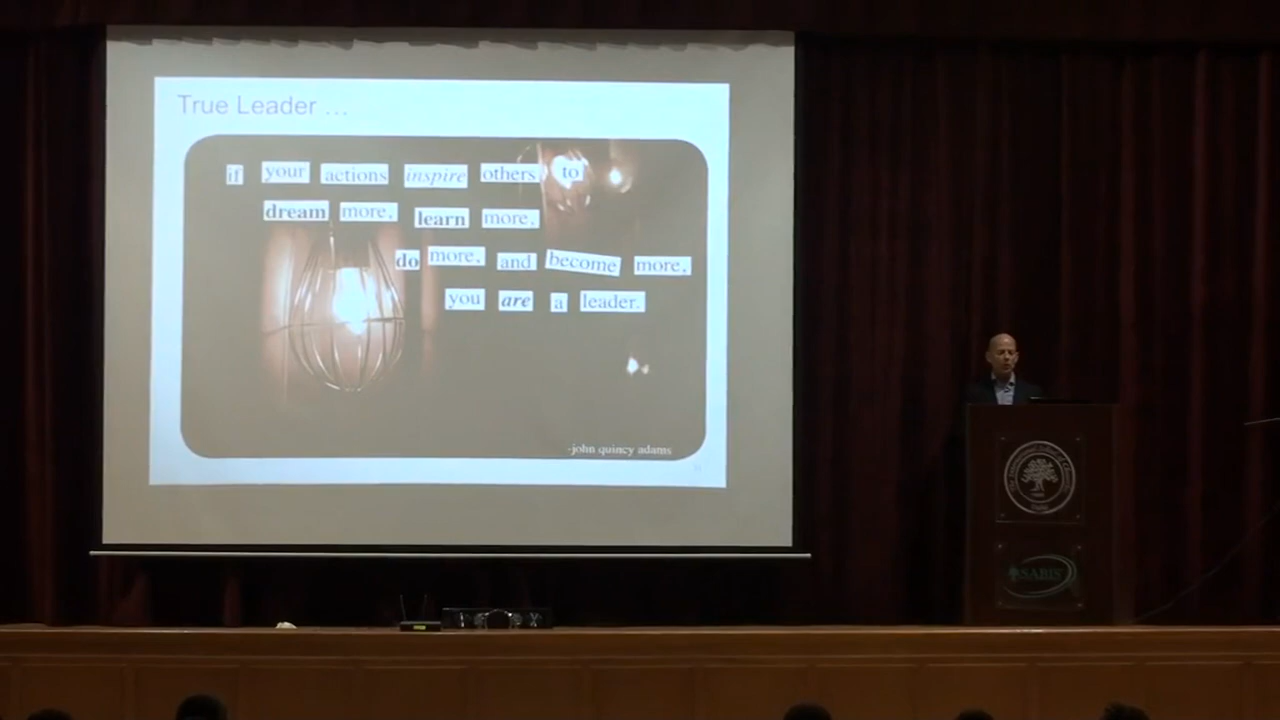 True Leader ...
if your actions inspire others to
dream more, learn more,
do more, and become more,
you are a leader.
-john quincy adams
SABIS